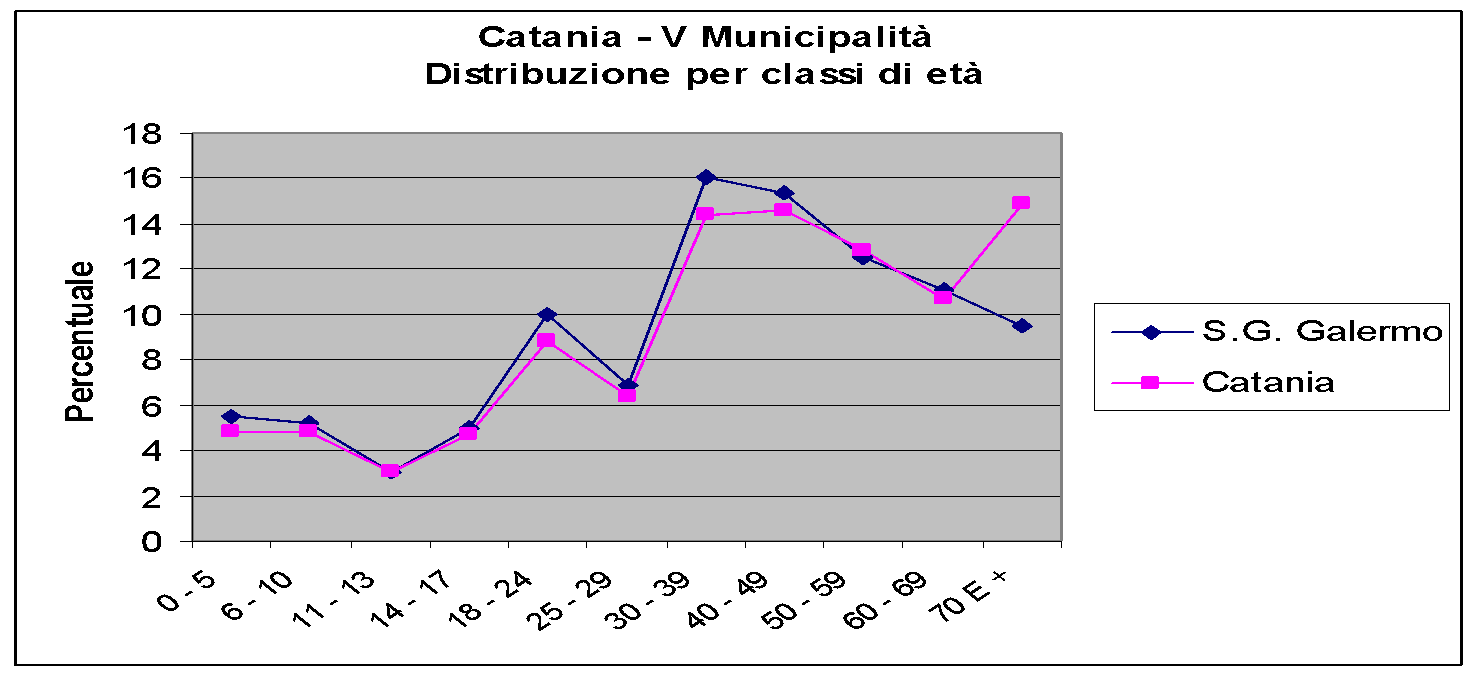 Catania - V Municipalità
Distribuzione per classi di età
Percentuale
18
16
14
12
10
8
6
4
2
0
0 - 5
6 - 10
11 - 13
14 - 17
18 - 24
25 - 29
30 - 39
40 - 49
50 - 59
60 - 69
70 E +
S.G. Galermo
Catania